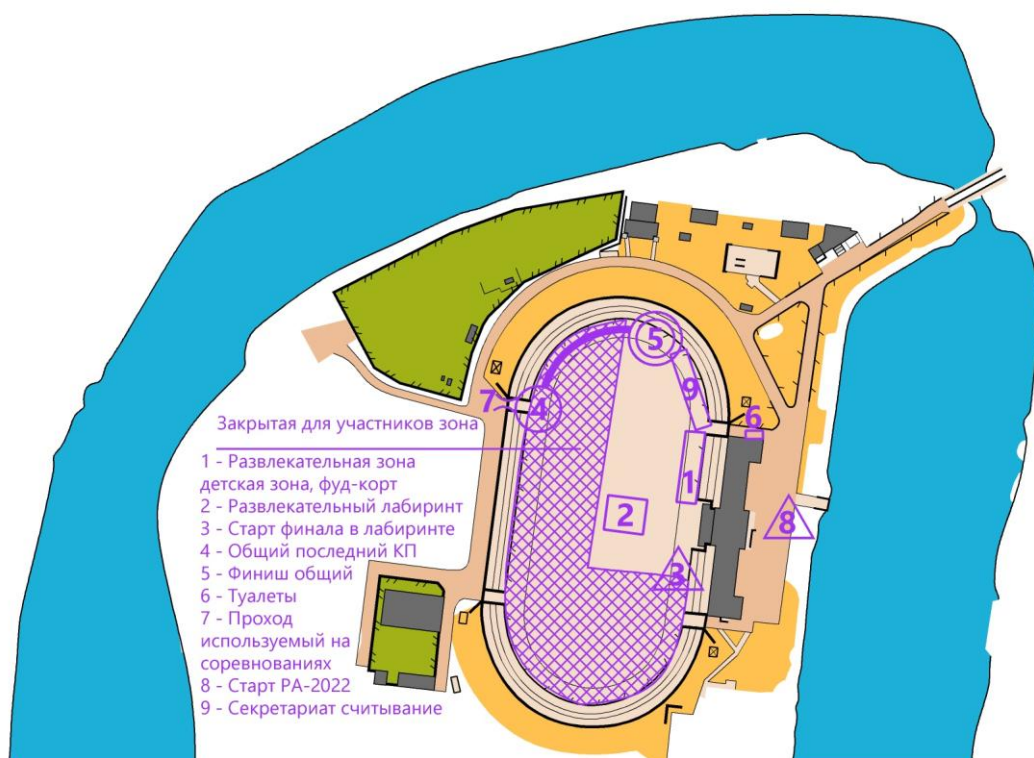 5
9
7
4
6
1
2
8
3
Закрытая для участников зона
1 - Развлекательная зона
детская зона, фуд-корт
2 - Развлекательный лабиринт
3 - Старт финала в лабиринте
4 - Общий последний КП
5 - Финиш общий
6 - Туалеты
7 - Проход
используемый на
соревнованиях
8 - Старт РА-2022
9 - Секретариат считывание